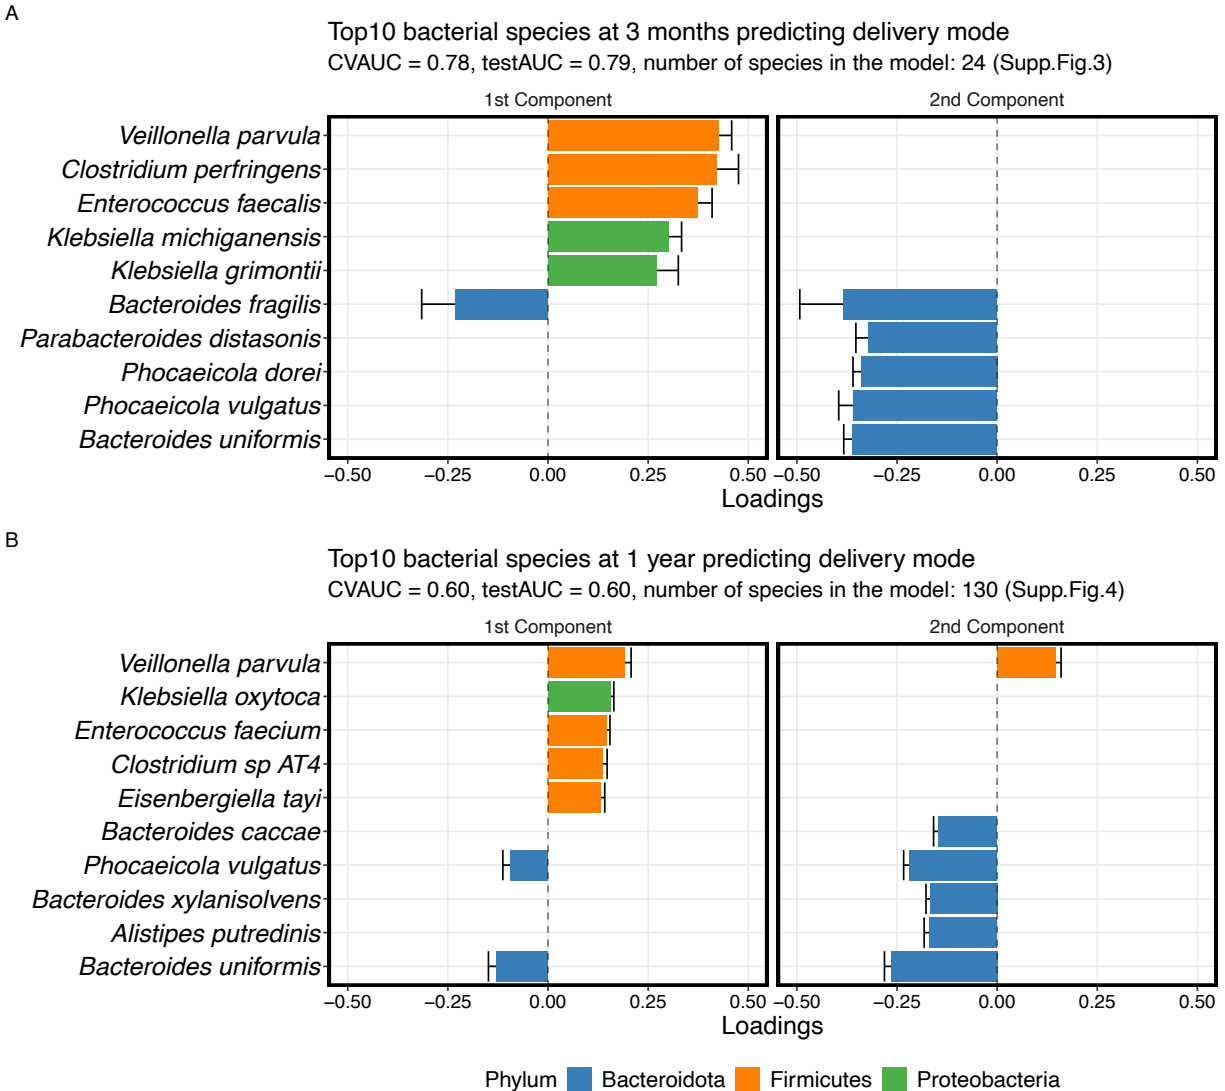 A
Top10 bacterial species at 3 months predicting delivery mode
CVAUC = 0.78, testAUC = 0.79, number of species in the model: 24 (Supp.Fig.3)
1st Component
2nd Component
Veillonella parvula
Clostridium perfringens
Enterococcus faecalis
Klebsiella michiganensis
Klebsiella grimontii
Bacteroides fragilis
Parabacteroides distasonis
Phocaeicola dorei
Phocaeicola vulgatus
Bacteroides uniformis
−0.50 −0.25 0.00 0.25 0.50 −0.50 −0.25 0.00 0.25 0.50
Loadings
B
Top10 bacterial species at 1 year predicting delivery mode
CVAUC = 0.60, testAUC = 0.60, number of species in the model: 130 (Supp.Fig.4)
1st Component
2nd Component
Veillonella parvula
Klebsiella oxytoca
Enterococcus faecium
Clostridium sp AT4
Eisenbergiella tayi
Bacteroides caccae
Phocaeicola vulgatus
Bacteroides xylanisolvens
Alistipes putredinis
Bacteroides uniformis
−0.50 −0.25 0.00 0.25 0.50 −0.50 −0.25 0.00 0.25 0.50
Loadings
Phylum Bacteroidota Firmicutes Proteobacteria